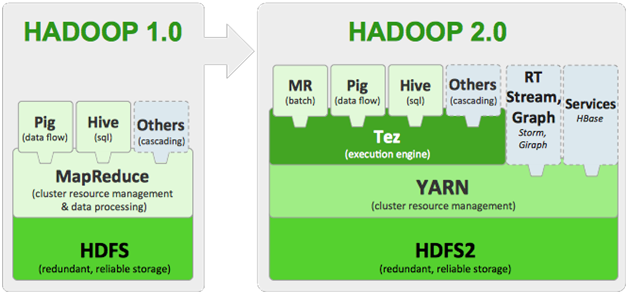 HADOOP 1.0
Pig
(data flow)
Hive
(sql)
Others
(cascading)
MapReduce
(cluster resource management
& data processing)
HDFS
(redundant, reliable storage)
HADOOP 2.0
MR
(batch)
Pig
(data flow)
Hive
(sql)
Others
(cascading)
RT
Stream,
Graph
Storm,
Giraph
Services
HBase
Tez
(execution engine)
YARN
(cluster resource management)
HDFS2
(redundant, reliable storage)